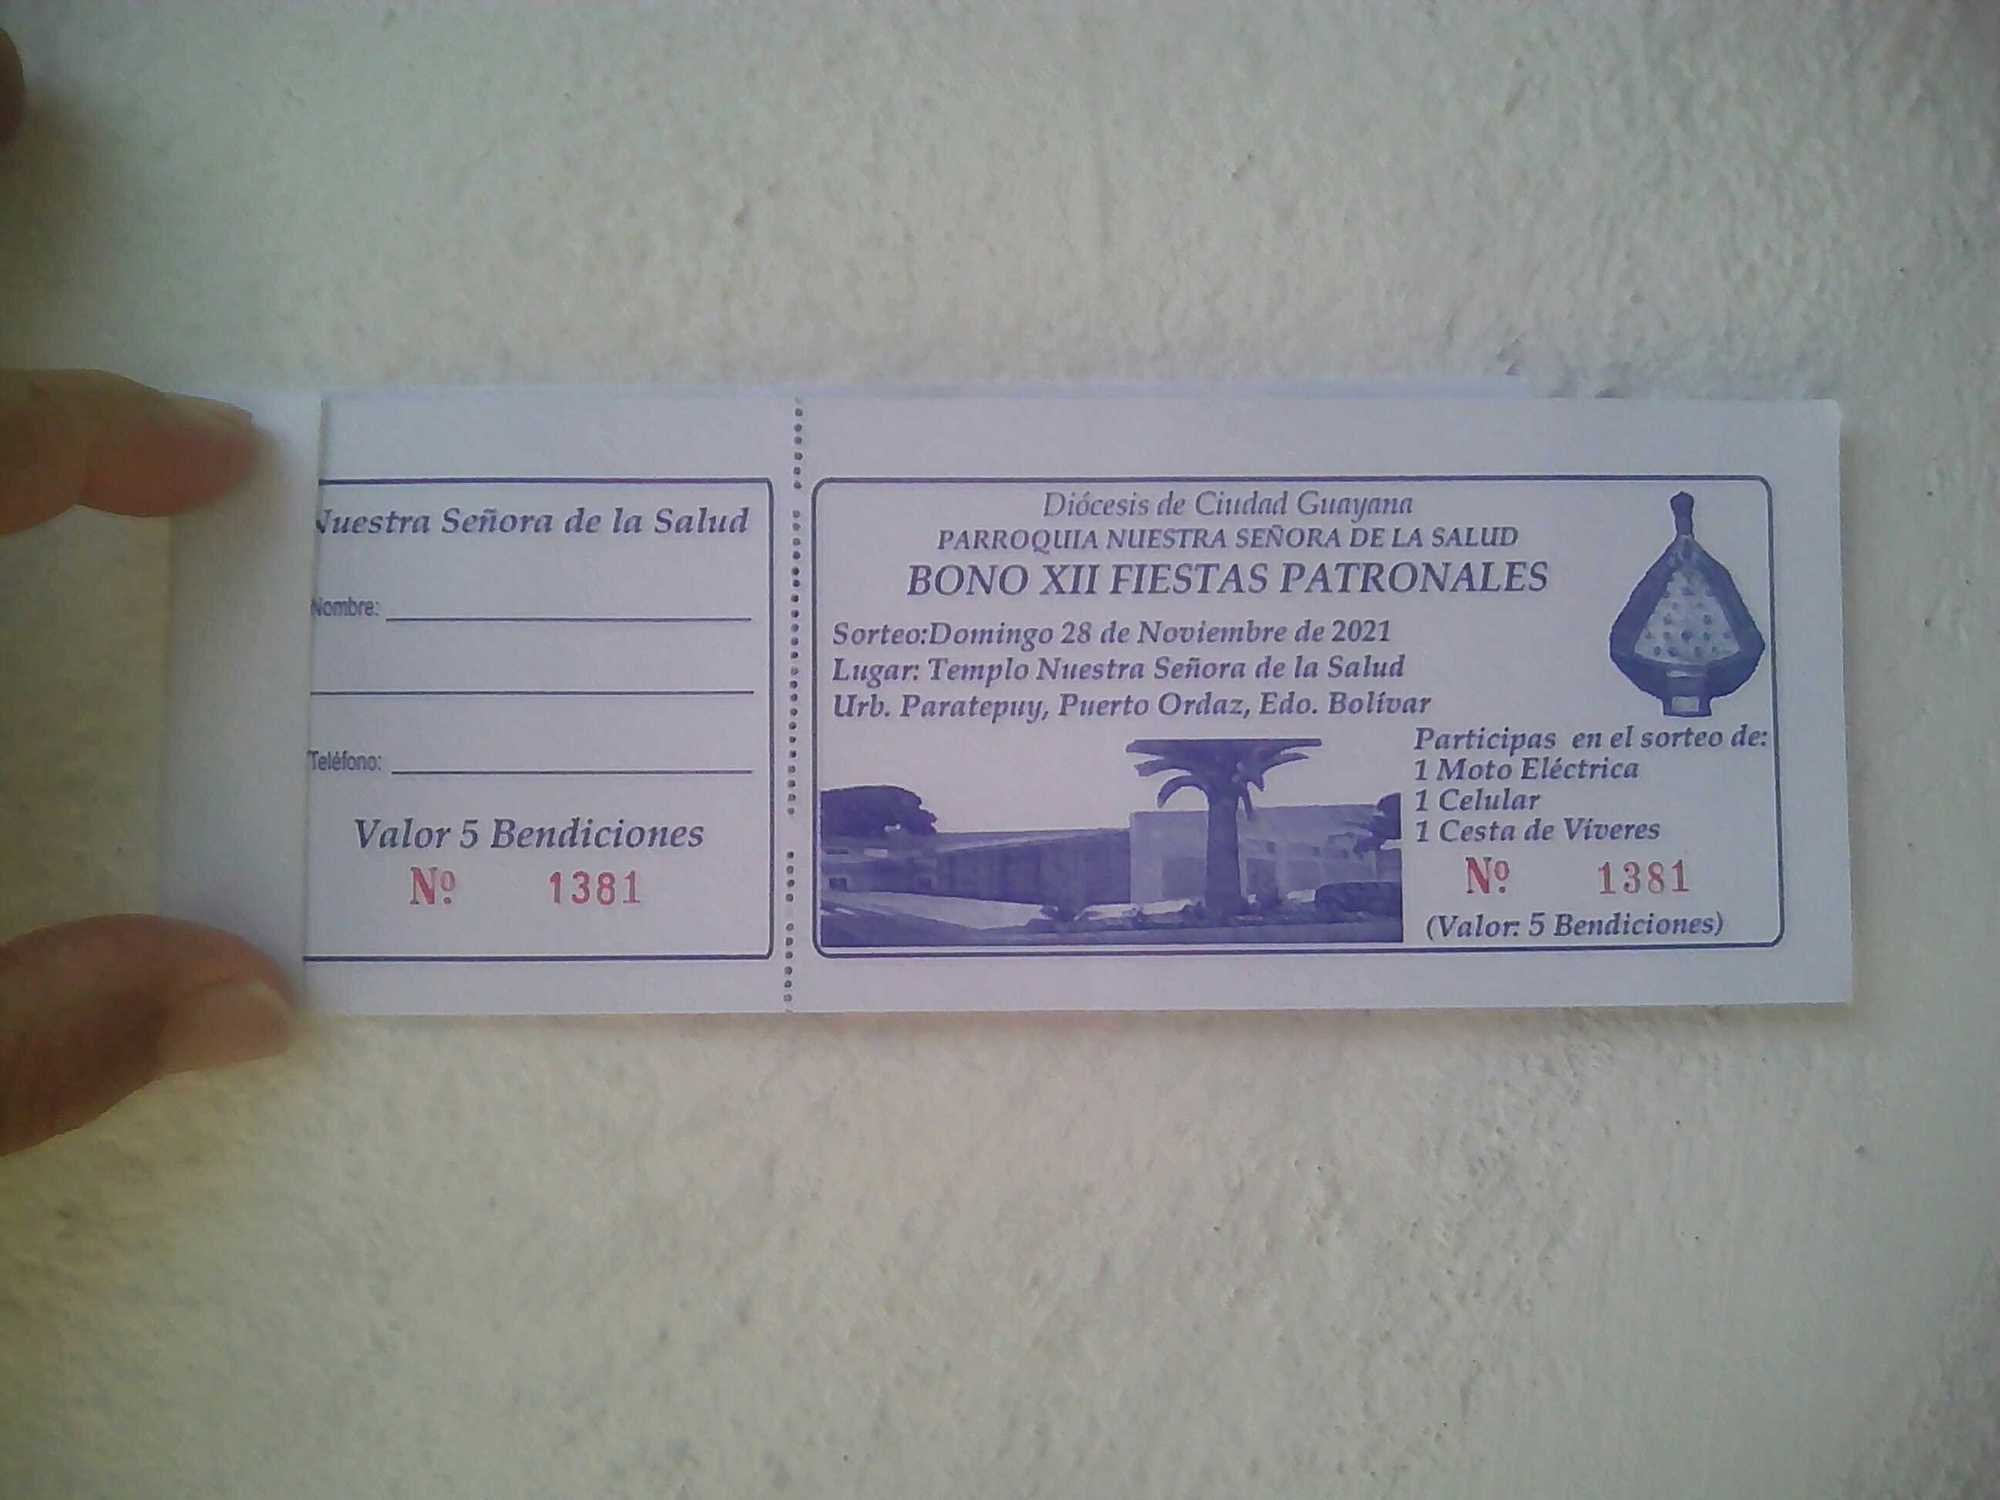 Nuestra Señora de la Salud
Nombre:
Teléfono:
Valor 5 Bendiciones
Nº 1381
Diócesis de Ciudad Guayana
PARROQUIA NUESTRA SEÑORA DE LA SALUD
BONO XII FIESTAS PATRONALES
Sorteo:Domingo 28 de Noviembre de 2021
Lugar: Templo Nuestra Señora de la Salud
Urb. Paratepuy, Puerto Ordaz, Edo. Bolívar
Participas en el sorteo de:
1 Moto Eléctrica
1 Celular
1 Cesta de Víveres
Nº 1381
(Valor: 5 Bendiciones)